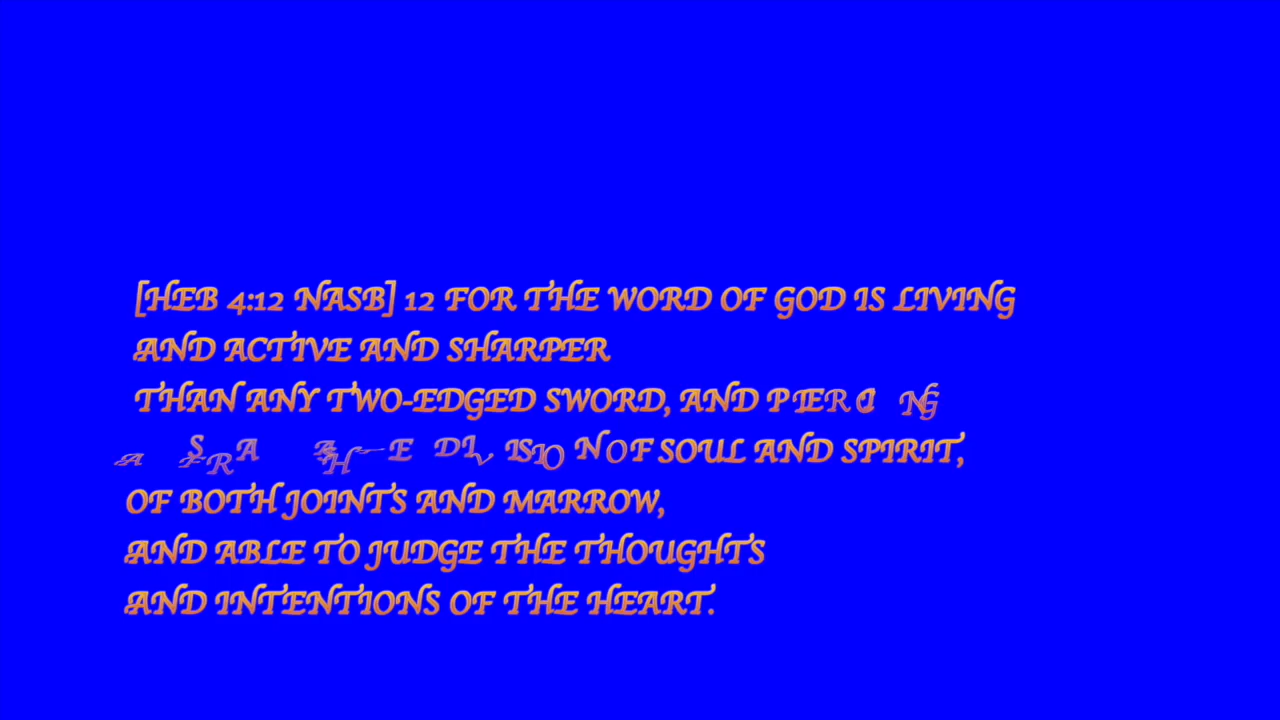 [HEB 4:12 NASB] 12 FOR THE WORD OF GOD IS LIVING
AND ACTIVE AND SHARPER
THAN ANY TWO-EDGED SWORD, AND PIERCING
DIVISION OF SOUL AND SPIRIT,
OF BOTH JOINTS AND MARROW,
AND ABLE TO JUDGE THE THOUGHTS
AND INTENTIONS OF THE HEART.